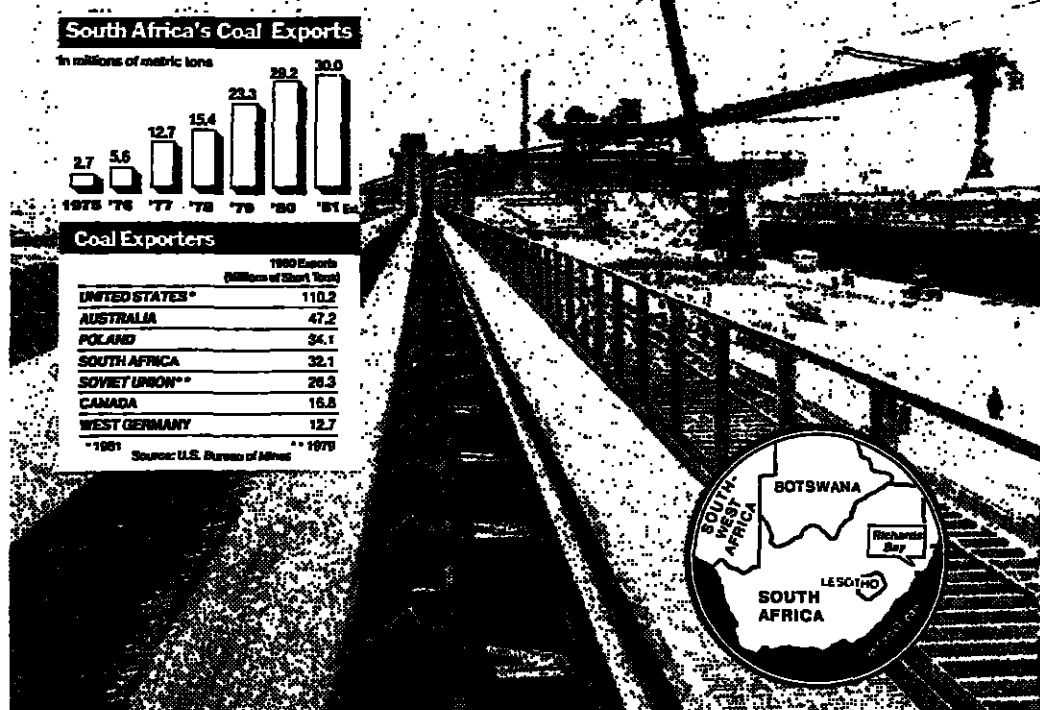 South Africa's Coal Exports
In millions of metric tons
2.7 5.6 12.7 15.4 23.3 29.2 30.0
1975 '76 '77 '78 '79 '80 '81 Est.
Coal Exporters
1980 Exports
(Millions of Short Tons)
UNITED STATES* 110.2
AUSTRALIA 47.2
POLAND 34.1
SOUTH AFRICA 32.1
SOVIET UNION** 26.3
CANADA 16.8
WEST GERMANY 12.7
*1981 **1979
Source: U.S. Bureau of Mines
SOUTH-
WEST
AFRICA
BOTSWANA
Richards
Bay
LESOTHO
SOUTH
AFRICA